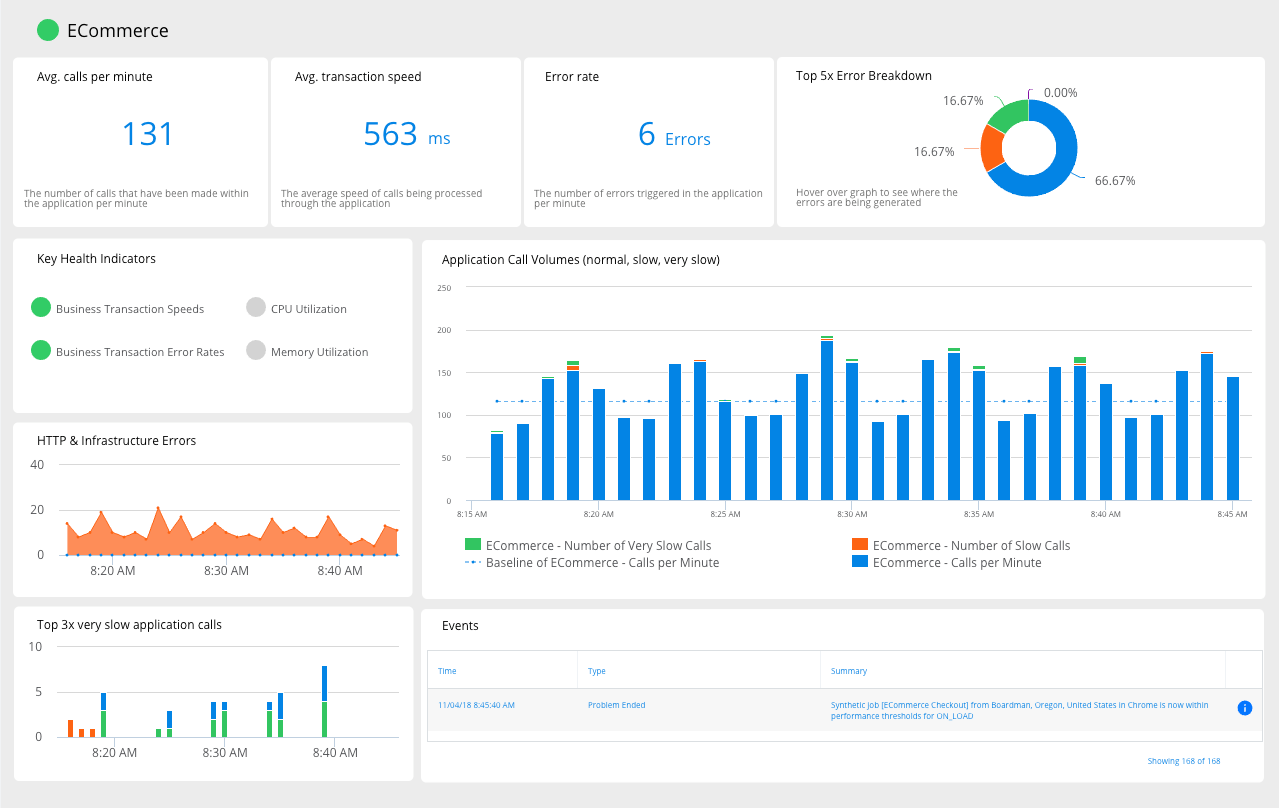 ECommerce
Avg. calls per minute
131
The number of calls that have been made within
the application per minute
Avg. transaction speed
563 ms
The average speed of calls being processed
through the application
Error rate
6 Errors
The number of errors triggered in the application
per minute
Top 5x Error Breakdown
0.00%
16.67%
16.67%
66.67%
Hover over graph to see where the
errors are being generated
Key Health Indicators
Business Transaction Speeds
CPU Utilization
Business Transaction Error Rates
Memory Utilization
Application Call Volumes (normal, slow, very slow)
250
200
150
100
50
0
8:15 AM 8:20 AM 8:25 AM 8:30 AM 8:35 AM 8:40 AM 8:45 AM
ECommerce - Number of Very Slow Calls
ECommerce - Number of Slow Calls
Baseline of ECommerce - Calls per Minute
ECommerce - Calls per Minute
HTTP & Infrastructure Errors
40
20
0
8:20 AM 8:30 AM 8:40 AM
Top 3x very slow application calls
10
5
0
8:20 AM 8:30 AM 8:40 AM
Events
Time Type Summary
11/04/18 8:45:40 AM Problem Ended Synthetic job [ECommerce Checkout] from Boardman, Oregon, United States in Chrome is now within
performance thresholds for ON_LOAD
i
Showing 168 of 168